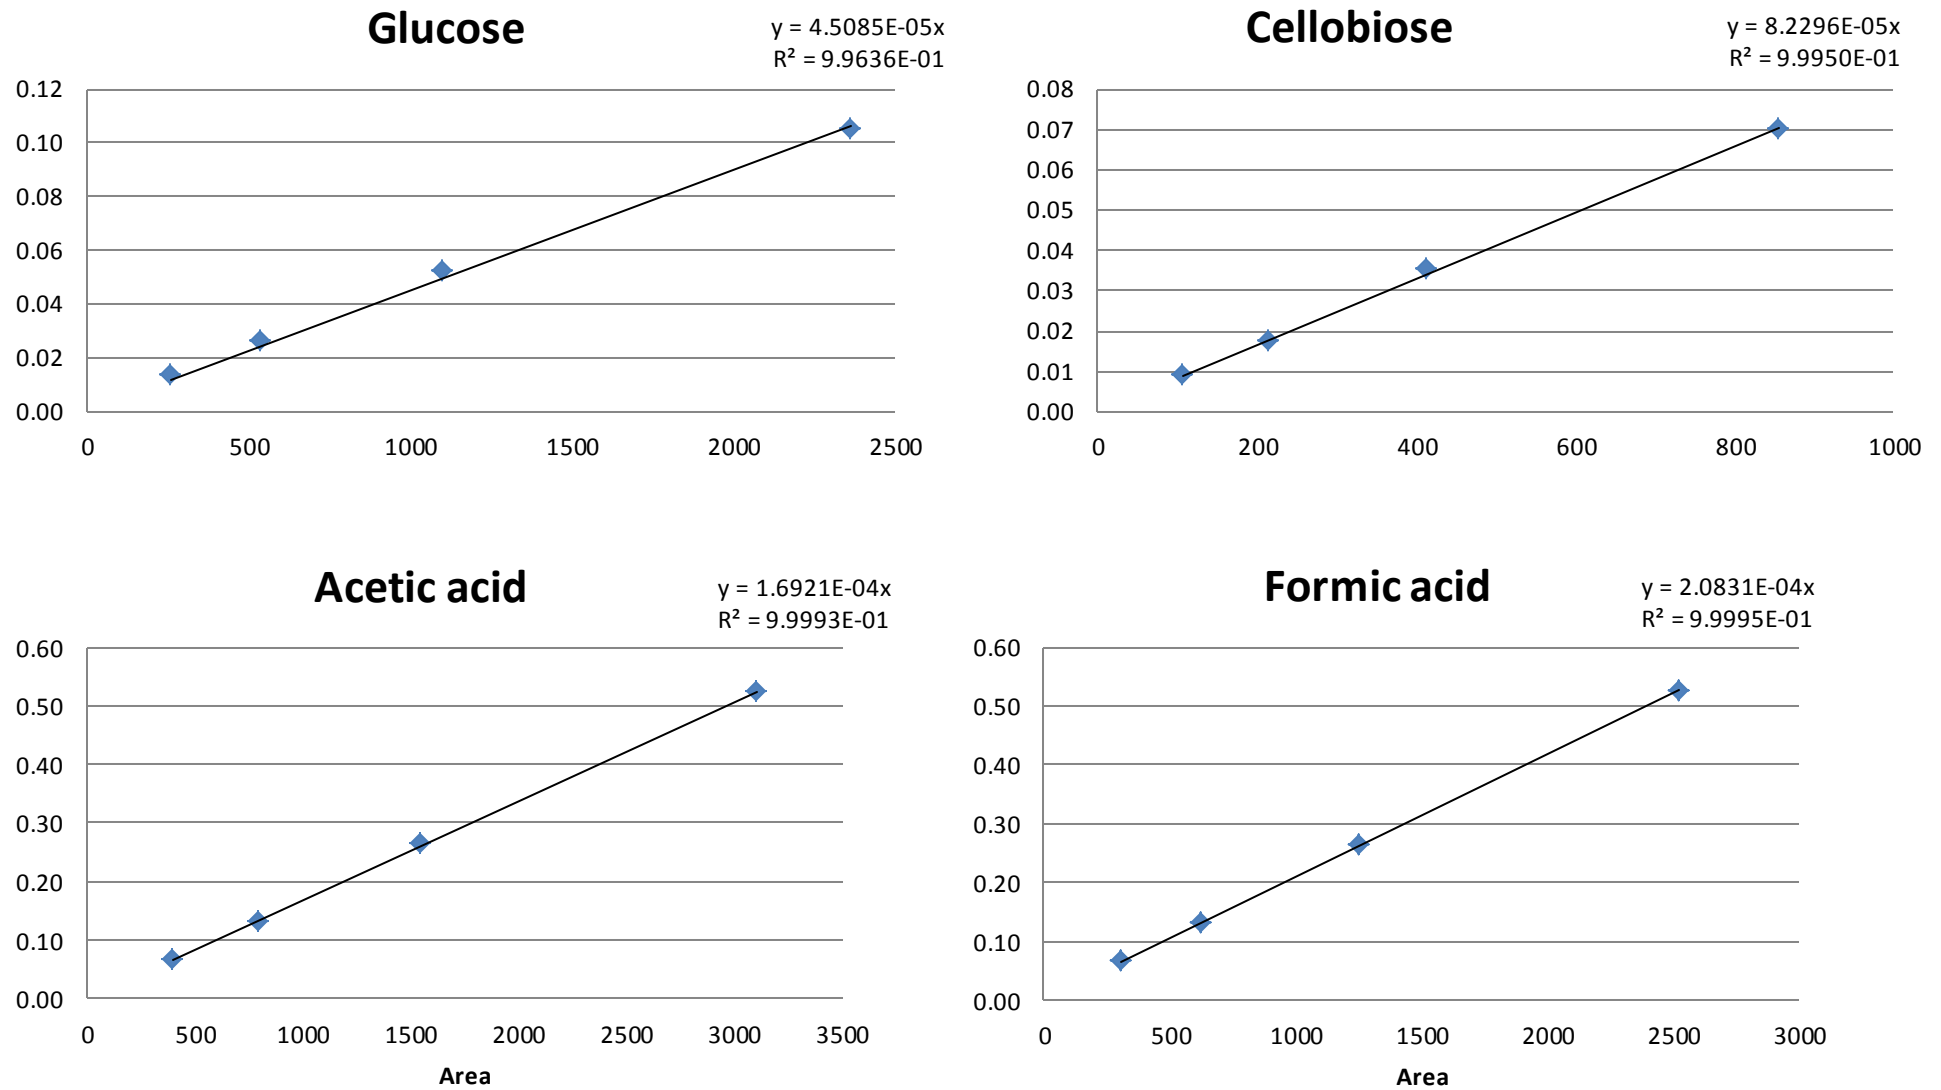 Glucose
y = 4.5085E-05x
R² = 9.9636E-01
0.12
0.10
0.08
0.06
0.04
0.02
0.00
0 500 1000 1500 2000 2500
Cellobiose
y = 8.2296E-05x
R² = 9.9950E-01
0.08
0.07
0.06
0.05
0.04
0.03
0.02
0.01
0.00
0 200 400 600 800 1000
Acetic acid
y = 1.6921E-04x
R² = 9.9993E-01
0.60
0.50
0.40
0.30
0.20
0.10
0.00
0 500 1000 1500 2000 2500 3000 3500
Area
Formic acid
y = 2.0831E-04x
R² = 9.9995E-01
0.60
0.50
0.40
0.30
0.20
0.10
0.00
0 500 1000 1500 2000 2500 3000
Area